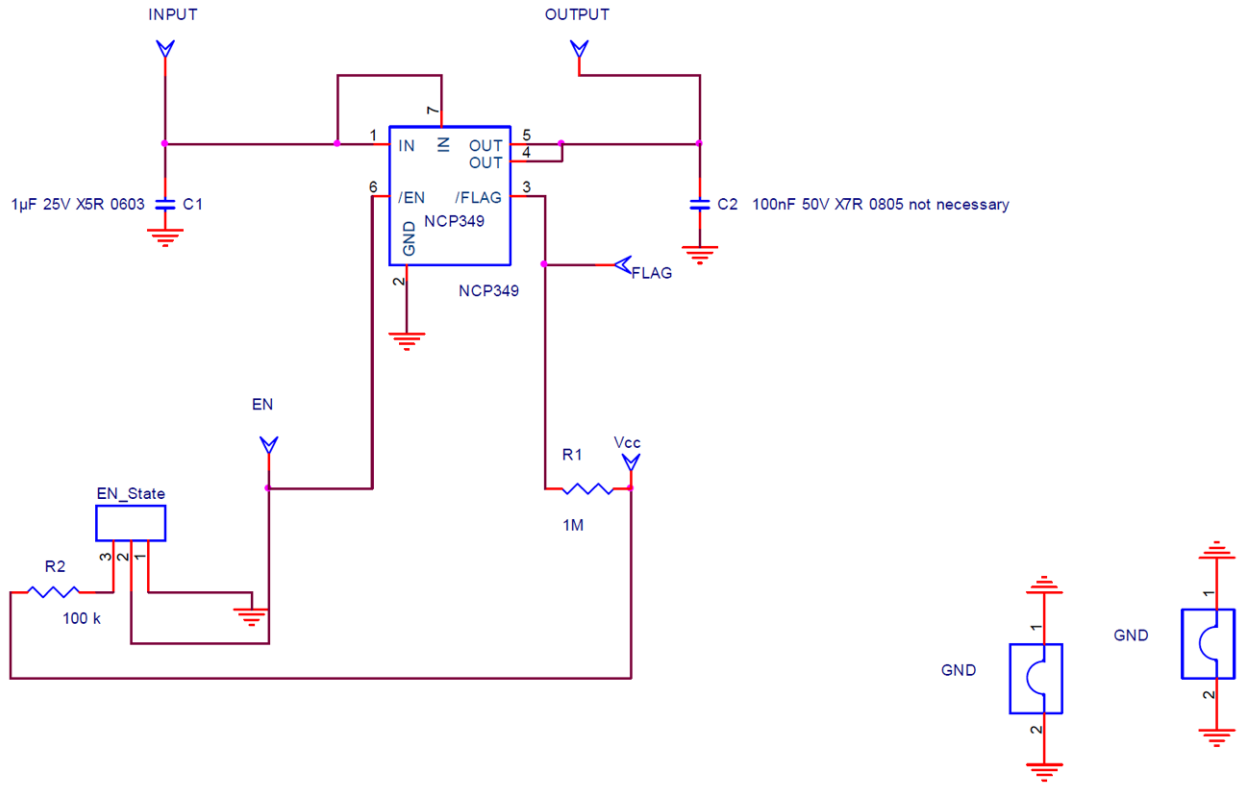 INPUT
OUTPUT
7
IN
1
IN
OUT
5
OUT
4
1µF 25V X5R 0603
C1
6
/EN
/FLAG
3
NCP349
GND
2
C2
100nF 50V X7R 0805 not necessary
FLAG
NCP349
EN
R1
Vcc
1M
EN_State
3
2
1
R2
100 k
GND
1
2
GND
1
2